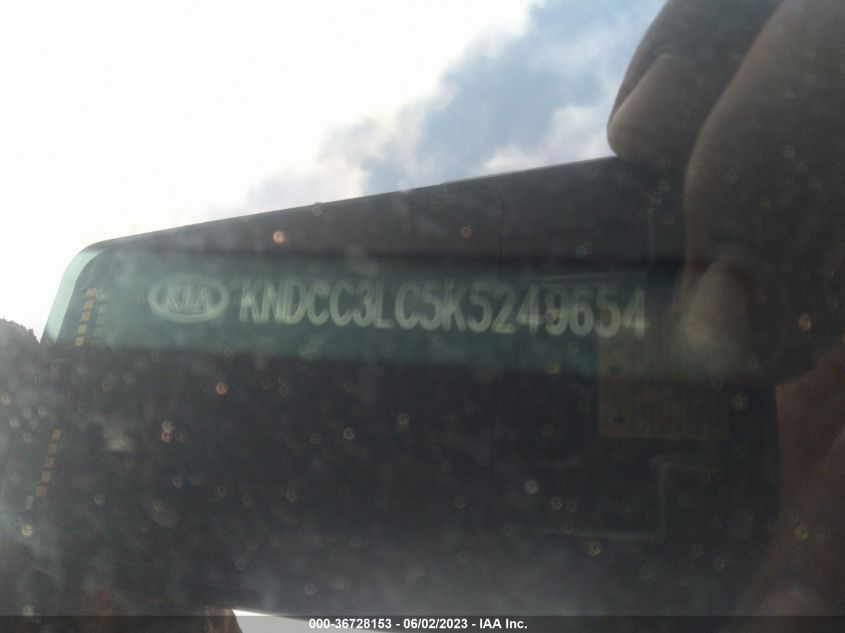 KIA KNDCC3LC5K5249654
000-36728153 - 06/02/2023 - IAA Inc.